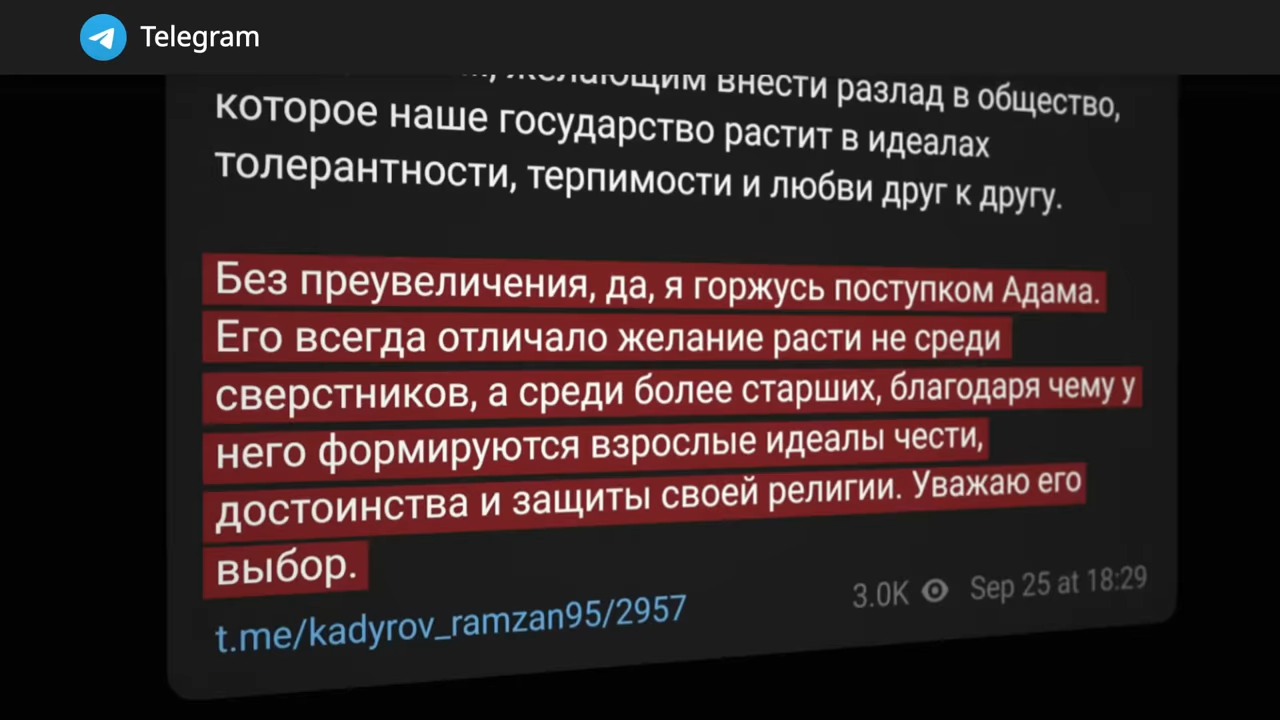 Telegram
желающим внести разлад в общество,
которое наше государство растит в идеалах
толерантности, терпимости и любви друг к другу.
Без преувеличения, да, я горжусь поступком Адама.
Его всегда отличало желание расти не среди
сверстников, а среди более старших, благодаря чему у
него формируются взрослые идеалы чести,
достоинства и защиты своей религии. Уважаю его
выбор.
3.0K Sep 25 at 18:29
t.me/kadyrov_ramzan95/2957